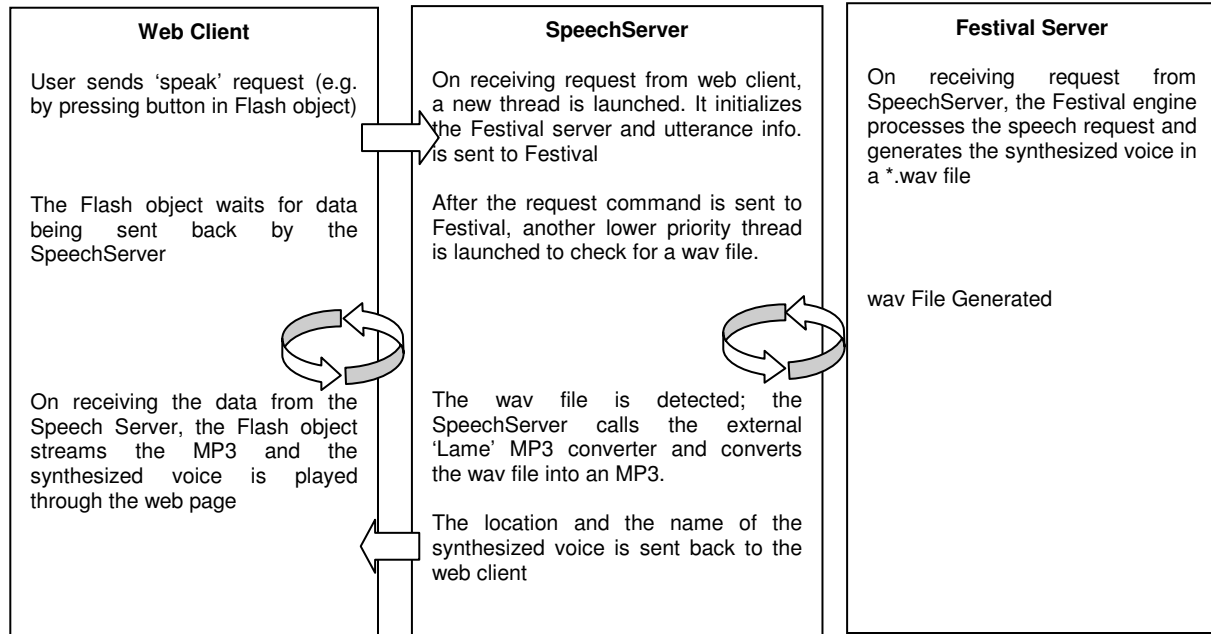 Web Client
User sends ‘speak’ request (e.g.
by pressing button in Flash object)
The Flash object waits for data
being sent back by the
SpeechServer
On receiving the data from the
Speech Server, the Flash object
streams the MP3 and the
synthesized voice is played
through the web page
SpeechServer
On receiving request from web client,
a new thread is launched. It initializes
the Festival server and utterance info.
is sent to Festival
After the request command is sent to
Festival, another lower priority thread
is launched to check for a wav file.
The wav file is detected; the
SpeechServer calls the external
‘Lame’ MP3 converter and converts
the wav file into an MP3.
The location and the name of the
synthesized voice is sent back to the
web client
Festival Server
On receiving request from
SpeechServer, the Festival engine
processes the speech request and
generates the synthesized voice in
a *.wav file
wav File Generated